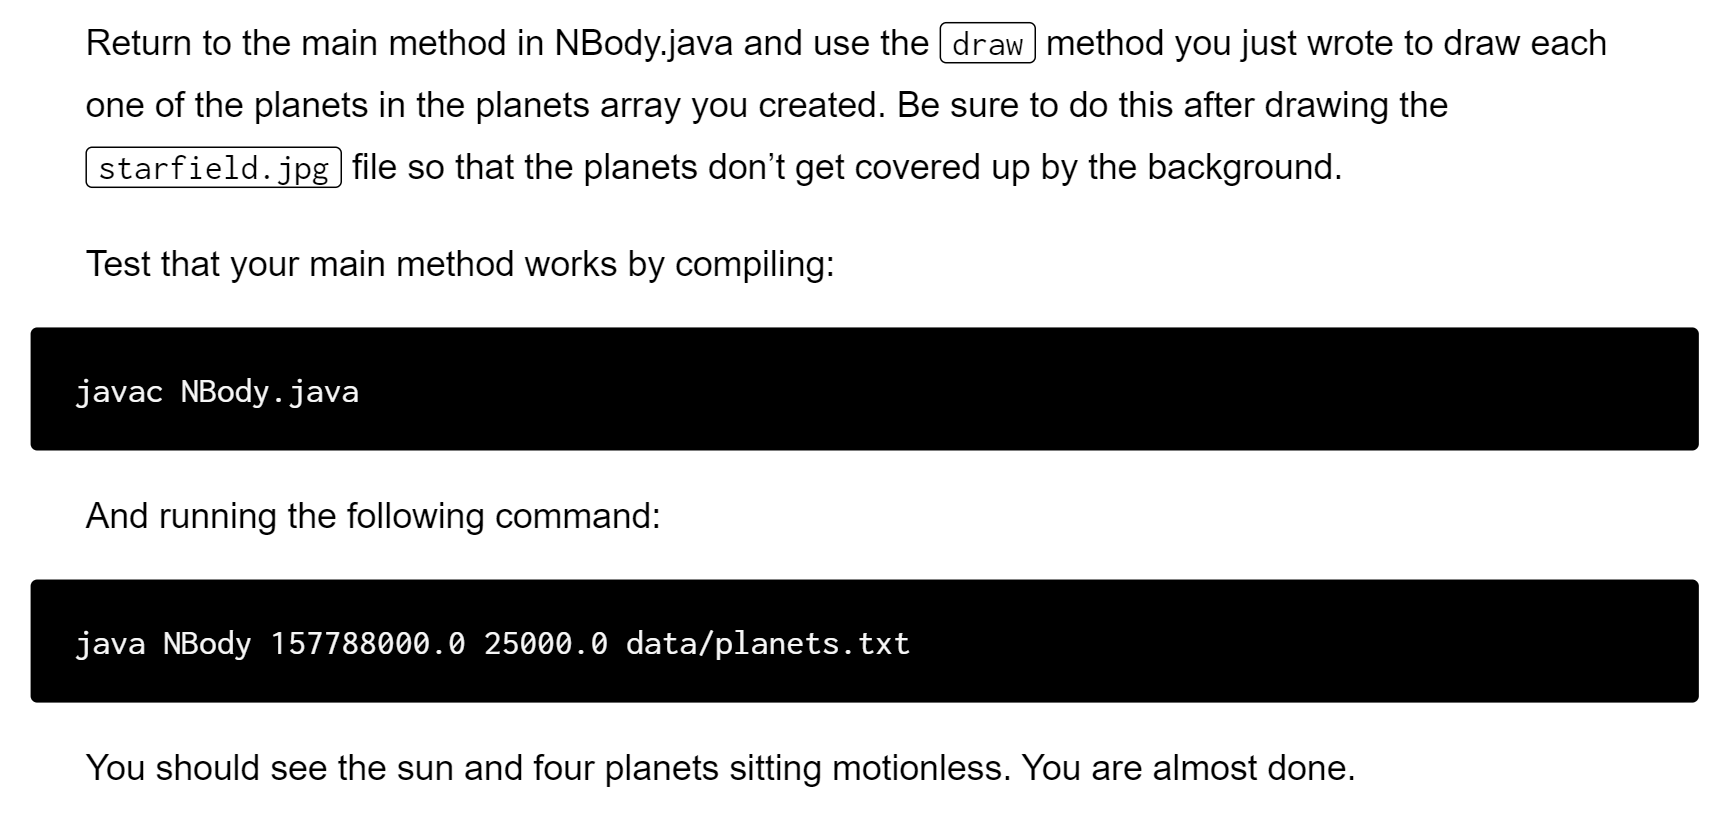 Return to the main method in NBody.java and use the draw method you just wrote to draw each
one of the planets in the planets array you created. Be sure to do this after drawing the
starfield.jpg file so that the planets don’t get covered up by the background.
Test that your main method works by compiling:
javac NBody.java
And running the following command:
java NBody 157788000.0 25000.0 data/planets.txt
You should see the sun and four planets sitting motionless. You are almost done.